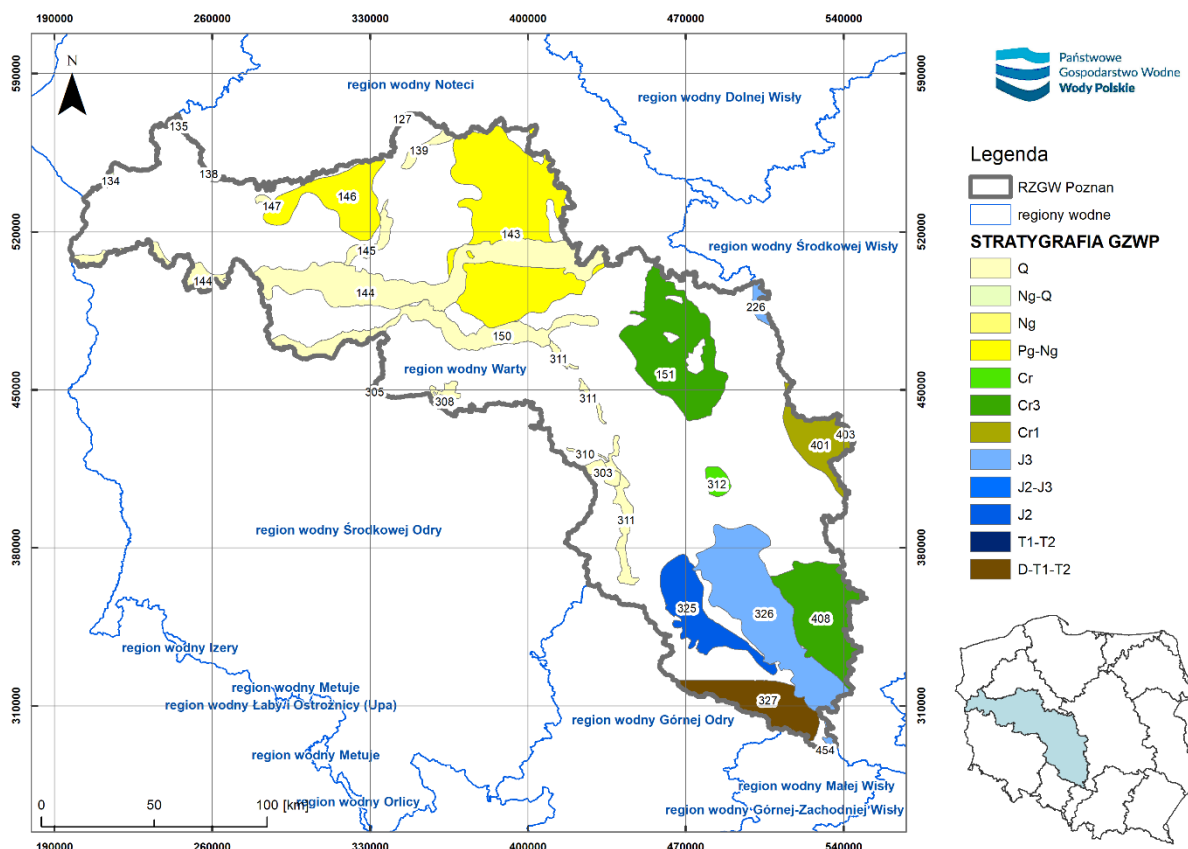 190000 260000 330000 400000 470000 540000
590000 590000
520000 520000
450000 450000
380000 380000
310000 310000
N
region wodny Noteci
region wodny Dolnej Wisły
135
127
139
134
138
146
147
143
region wodny Środkowej Wisły
145
144
144
226
150
311
151
region wodny Warty
305
308
311
403
401
310
303
312
311
region wodny Środkowej Odry
325
326
408
region wodny Izery
region wodny Metuje
327
region wodny Łaby i Ostrożnicy (Upa)
region wodny Górnej Odry
454
region wodny Metuje
region wodny Małej Wisły
region wodny Orlicy
region wodny Górnej-Zachodniej Wisły
0 50 100 [km]
190000 260000 330000 400000 470000 540000
Państwowe
Gospodarstwo Wodne
Wody Polskie
Legenda
RZGW Poznan
regiony wodne
STRATYGRAFIA GZWP
Q
Ng-Q
Ng
Pg-Ng
Cr
Cr3
Cr1
J3
J2-J3
J2
T1-T2
D-T1-T2